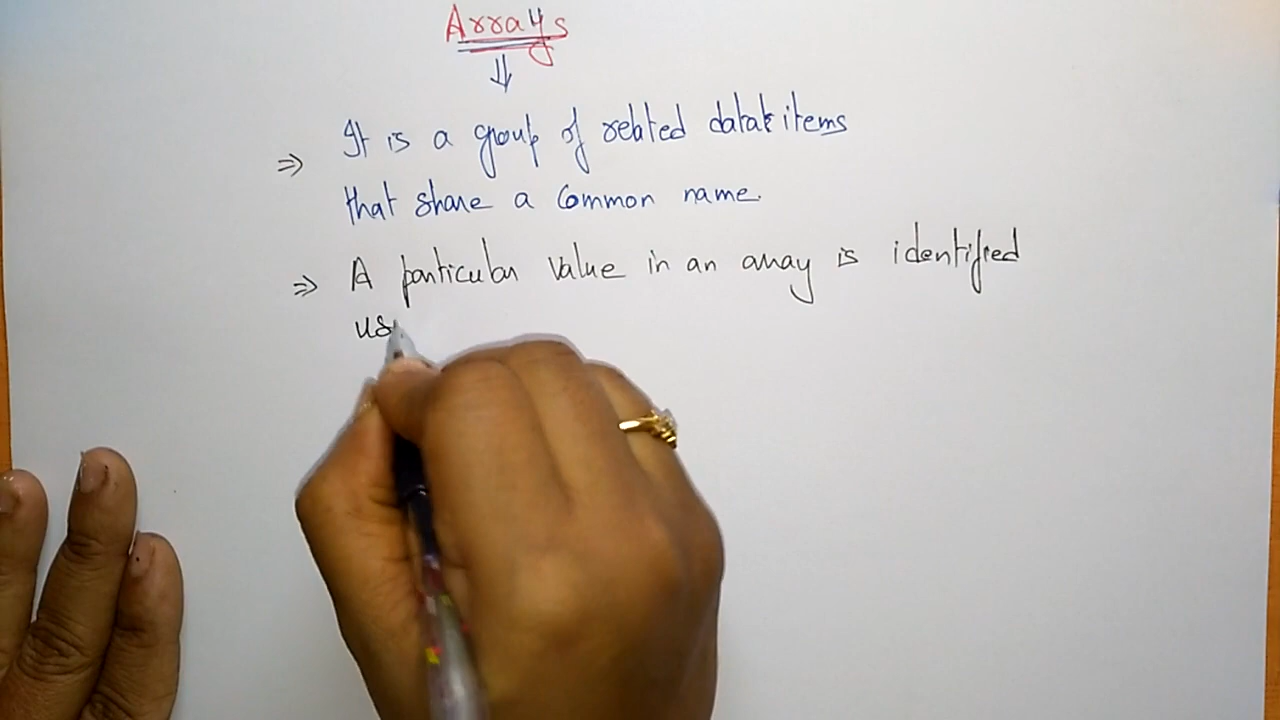 Arrays
⇓
⇒ It is a group of related data items
that share a Common name.
⇒ A particular Value in an array is identified
us